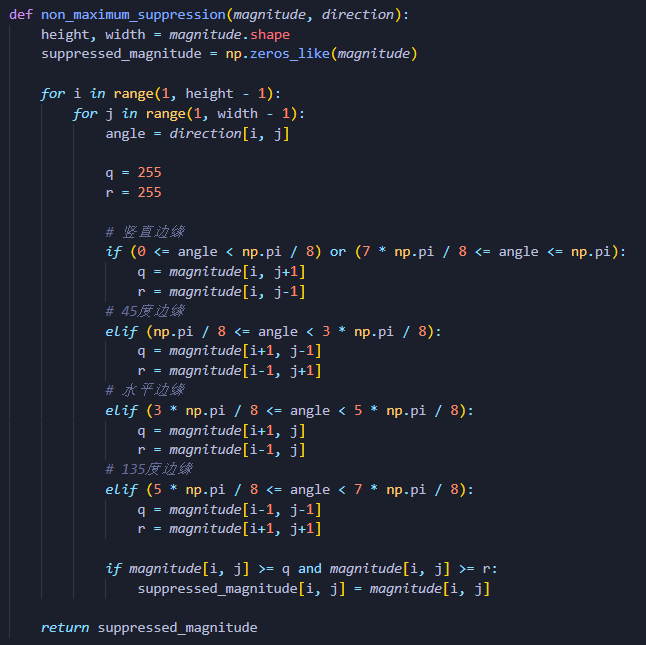 def non_maximum_suppression(magnitude, direction):
    height, width = magnitude.shape
    suppressed_magnitude = np.zeros_like(magnitude)

    for i in range(1, height - 1):
        for j in range(1, width - 1):
            angle = direction[i, j]

            q = 255
            r = 255

            # 竖直边缘
            if (0 <= angle < np.pi / 8) or (7 * np.pi / 8 <= angle <= np.pi):
                q = magnitude[i, j+1]
                r = magnitude[i, j-1]
            # 45度边缘
            elif (np.pi / 8 <= angle < 3 * np.pi / 8):
                q = magnitude[i+1, j-1]
                r = magnitude[i-1, j+1]
            # 水平边缘
            elif (3 * np.pi / 8 <= angle < 5 * np.pi / 8):
                q = magnitude[i+1, j]
                r = magnitude[i-1, j]
            # 135度边缘
            elif (5 * np.pi / 8 <= angle < 7 * np.pi / 8):
                q = magnitude[i-1, j-1]
                r = magnitude[i+1, j+1]

            if magnitude[i, j] >= q and magnitude[i, j] >= r:
                suppressed_magnitude[i, j] = magnitude[i, j]

    return suppressed_magnitude